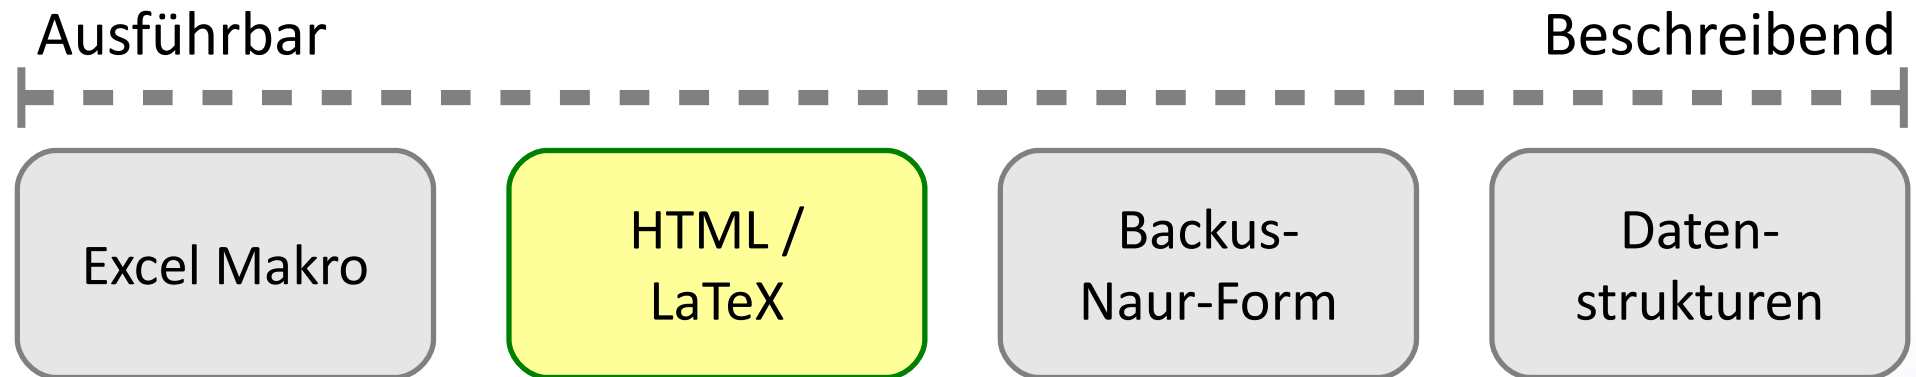 Ausführbar
Beschreibend
Excel Makro
HTML /
LaTeX
Backus-
Naur-Form
Daten-
strukturen